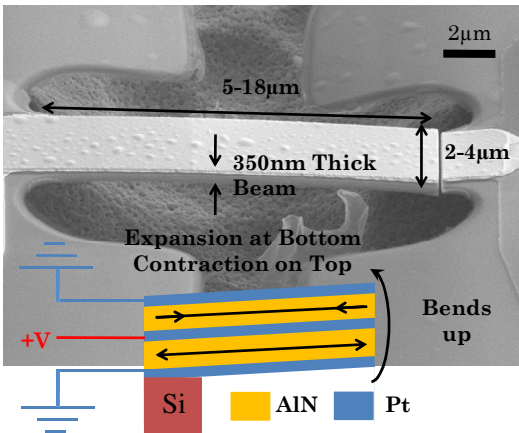 2µm
5-18µm
2-4µm
350nm Thick
Beam
Expansion at Bottom
Contraction on Top
Bends
up
+V
Si
AlN
Pt